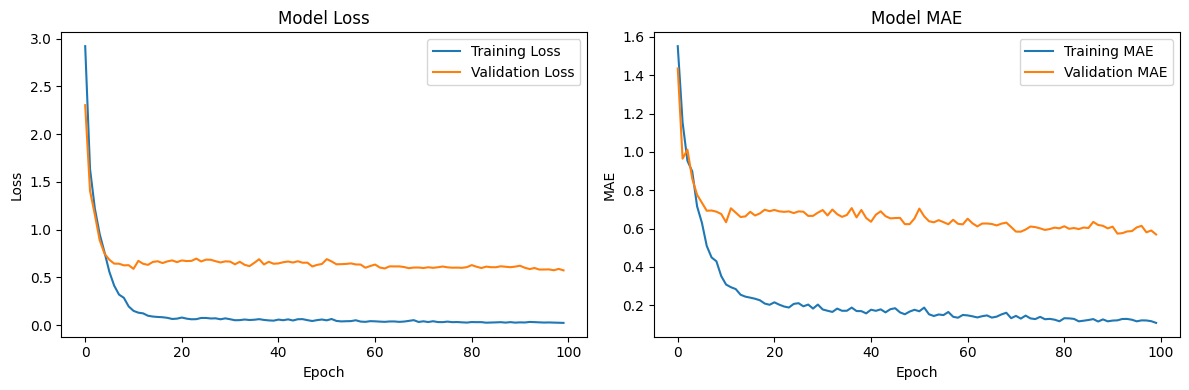 Model Loss
3.0
2.5
2.0
1.5
1.0
0.5
0.0
Loss
0 20 40 60 80 100
Epoch
Training Loss
Validation Loss
Model MAE
1.6
1.4
1.2
1.0
0.8
0.6
0.4
0.2
MAE
0 20 40 60 80 100
Epoch
Training MAE
Validation MAE